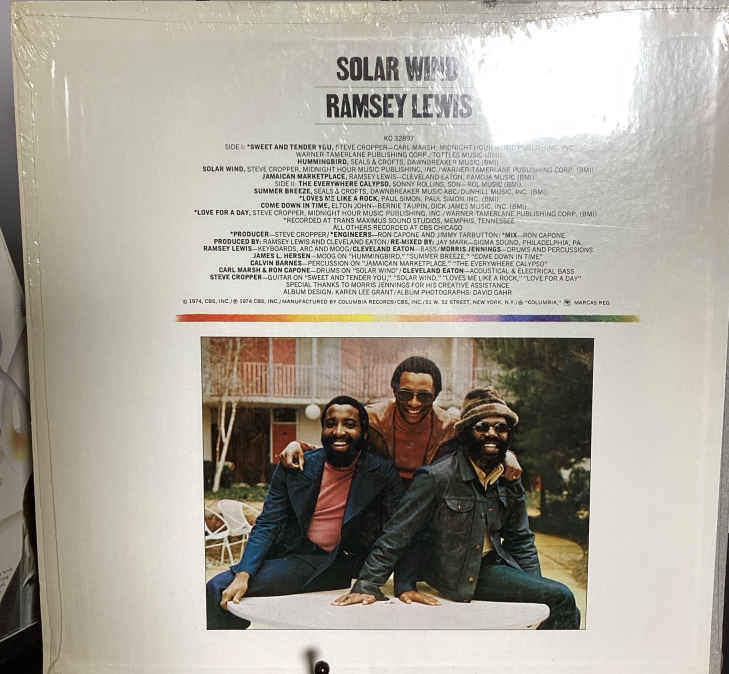 SOLAR WIND
RAMSEY LEWIS
KC 32897
SIDE I: *SWEET AND TENDER YOU, STEVE CROPPER—CARL MARSH, MIDNIGHT HOUR MUSIC PUBLISHING, INC./
WARNER-TAMERLANE PUBLISHING CORP./TOTTLES MUSIC (BMI)
HUMMINGBIRD, SEALS & CROFTS, DAWNBREAKER MUSIC (BMI)
SOLAR WIND, STEVE CROPPER, MIDNIGHT HOUR MUSIC PUBLISHING, INC./WARNER-TAMERLANE PUBLISHING CORP. (BMI)
JAMAICAN MARKETPLACE, RAMSEY LEWIS—CLEVELAND EATON, PAMOJA MUSIC (BMI).
SIDE II: THE EVERYWHERE CALYPSO, SONNY ROLLINS, SON—ROL MUSIC (BMI).
SUMMER BREEZE, SEALS & CROFTS, DAWNBREAKER MUSIC ABC/DUNHILL MUSIC, INC. (BMI)
*LOVES ME LIKE A ROCK, PAUL SIMON, PAUL SIMON INC. (BMI)
COME DOWN IN TIME, ELTON JOHN—BERNIE TAUPIN, DICK JAMES MUSIC, INC. (BMI)
*LOVE FOR A DAY, STEVE CROPPER, MIDNIGHT HOUR MUSIC PUBLISHING, INC./WARNER-TAMERLANE PUBLISHING CORP. (BMI)
*RECORDED AT TRANS MAXIMUS SOUND STUDIOS, MEMPHIS, TENNESSEE
ALL OTHERS RECORDED AT CBS CHICAGO
*PRODUCER—STEVE CROPPER/*ENGINEERS—RON CAPONE AND JIMMY TARBUTTON/*MIX—RON CAPONE
PRODUCED BY: RAMSEY LEWIS AND CLEVELAND EATON/RE-MIXED BY: JAY MARK—SIGMA SOUND, PHILADELPHIA, PA.
RAMSEY LEWIS—KEYBOARDS, ARC AND MOOG/CLEVELAND EATON—BASS/MORRIS JENNINGS—DRUMS AND PERCUSSIONS
JAMES L. HERSEN—MOOG ON "HUMMINGBIRD," "SUMMER BREEZE," "COME DOWN IN TIME"
CALVIN BARNES—PERCUSSION ON "JAMAICAN MARKETPLACE," "THE EVERYWHERE CALYPSO"
CARL MARSH & RON CAPONE—DRUMS ON "SOLAR WIND"/CLEVELAND EATON—ACOUSTICAL & ELECTRICAL BASS
STEVE CROPPER—GUITAR ON "SWEET AND TENDER YOU," "SOLAR WIND," "LOVES ME LIKE A ROCK," "LOVE FOR A DAY"
SPECIAL THANKS TO MORRIS JENNINGS FOR HIS CREATIVE ASSISTANCE
ALBUM DESIGN: KAREN LEE GRANT/ALBUM PHOTOGRAPHS: DAVID GAHR
© 1974, CBS, INC./℗ 1974 CBS, INC./MANUFACTURED BY COLUMBIA RECORDS/CBS, INC./51 W. 52 STREET, NEW YORK, N.Y./® "COLUMBIA," MARCAS REG.